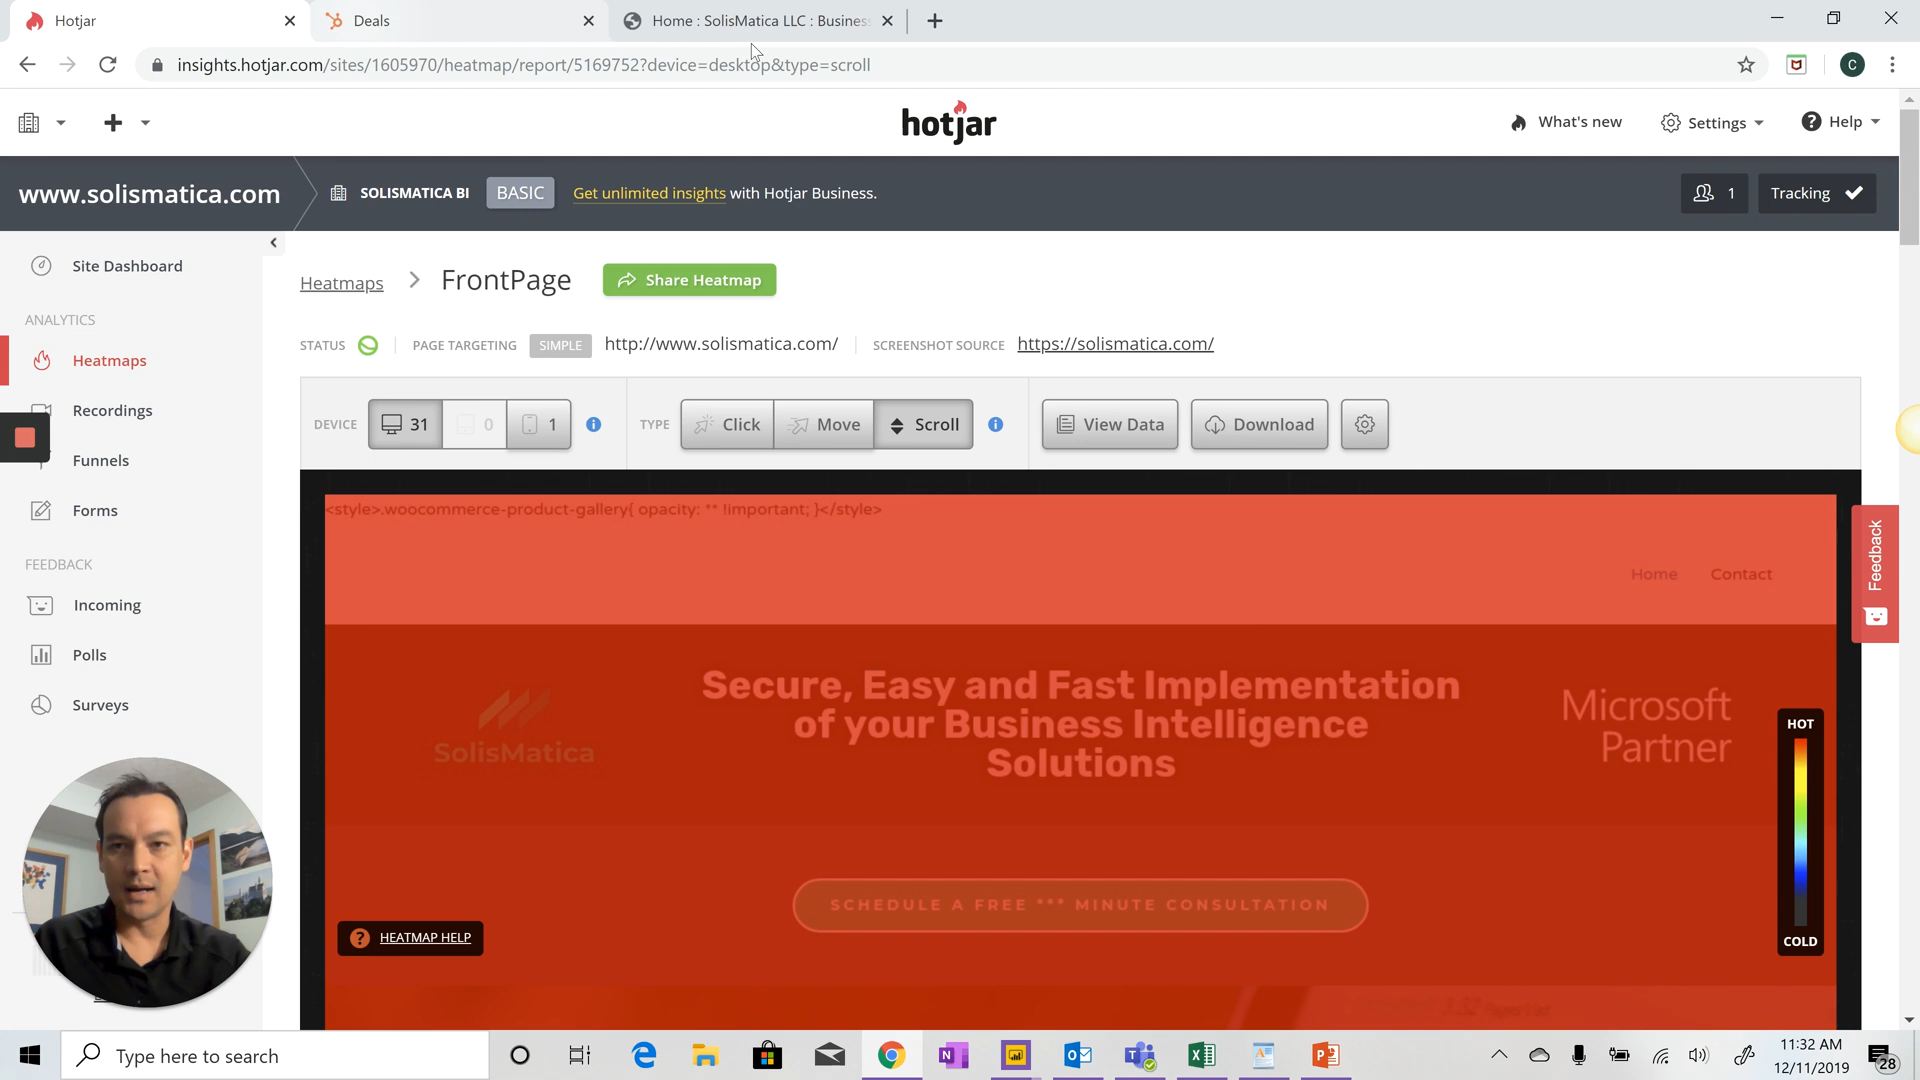 Hotjar
Deals
Home : SolisMatica LLC : Business
insights.hotjar.com/sites/1605970/heatmap/report/5169752?device=desktop&type=scroll
C
hotjar
What's new
Settings
Help
www.solismatica.com
SOLISMATICA BI
BASIC
Get unlimited insights with Hotjar Business.
1
Tracking
Site Dashboard
Heatmaps
FrontPage
Share Heatmap
ANALYTICS
STATUS
PAGE TARGETING
SIMPLE
http://www.solismatica.com/
SCREENSHOT SOURCE
https://solismatica.com/
Heatmaps
Recordings
DEVICE
31
0
1
TYPE
Click
Move
Scroll
View Data
Download
Funnels
Forms
<style>.woocommerce-product-gallery{ opacity: ** !important; }</style>
Feedback
Home
Contact
FEEDBACK
Incoming
Polls
Surveys
Secure, Easy and Fast Implementation
of your Business Intelligence
Solutions
SolisMatica
Microsoft
Partner
HOT
COLD
SCHEDULE A FREE *** MINUTE CONSULTATION
HEATMAP HELP
Type here to search
11:32 AM
12/11/2019
28